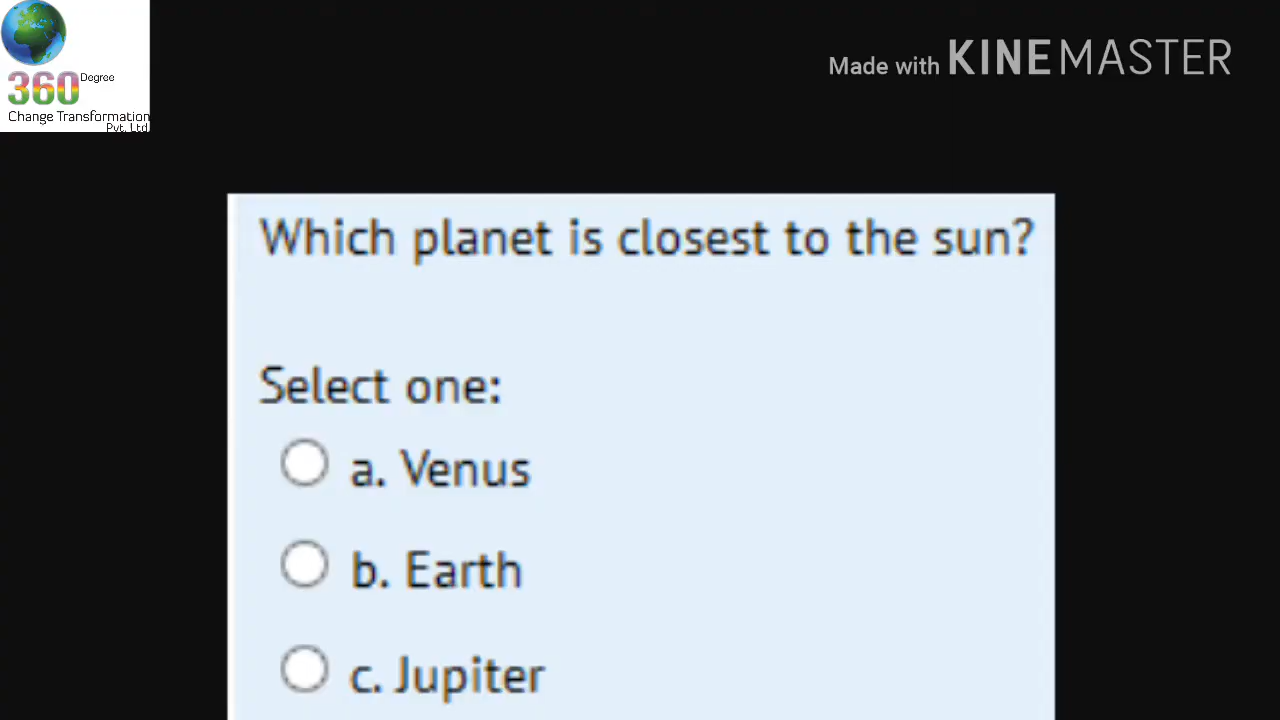 360 Degree
Change Transformation
Pvt. Ltd
Made with KINEMASTER
Which planet is closest to the sun?
Select one:
a. Venus
b. Earth
c. Jupiter